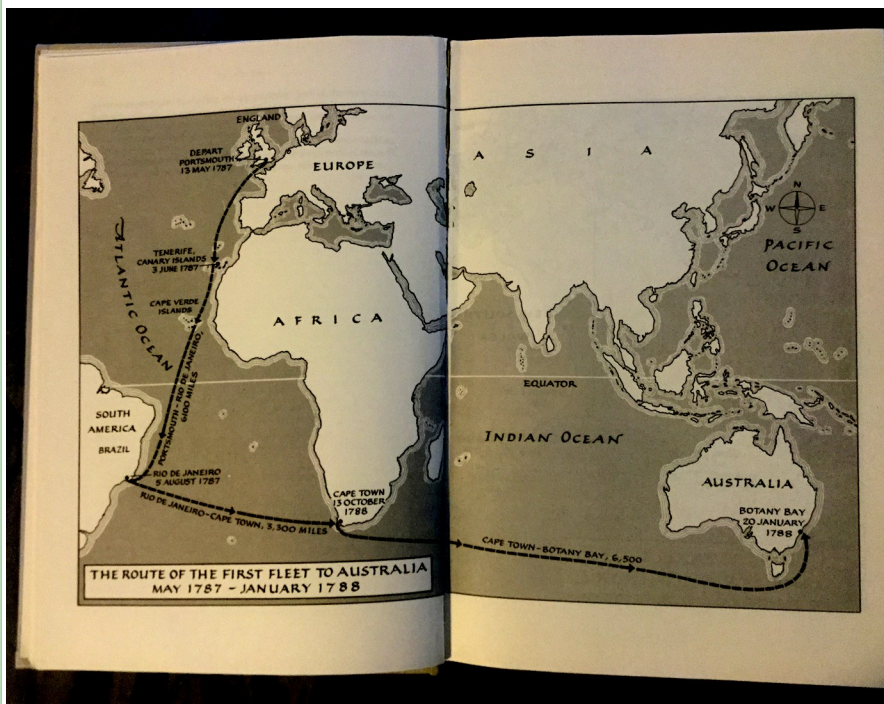 ENGLAND
DEPART
PORTSMOUTH
13 MAY 1787
EUROPE
TENERIFE,
CANARY ISLANDS
3 JUNE 1787
CAPE VERDE
ISLANDS
ATLANTIC OCEAN
AFRICA
PORTSMOUTH-RIO DE JANEIRO,
6100 MILES
SOUTH
AMERICA
BRAZIL
RIO DE JANEIRO
5 AUGUST 1787
RIO DE JANEIRO-CAPE TOWN, 3,300 MILES
CAPE TOWN
13 OCTOBER
1788
THE ROUTE OF THE FIRST FLEET TO AUSTRALIA
MAY 1787 - JANUARY 1788
ASIA
N
W E
S
PACIFIC
OCEAN
EQUATOR
INDIAN OCEAN
AUSTRALIA
BOTANY BAY
20 JANUARY
1788
CAPE TOWN-BOTANY BAY, 6,500